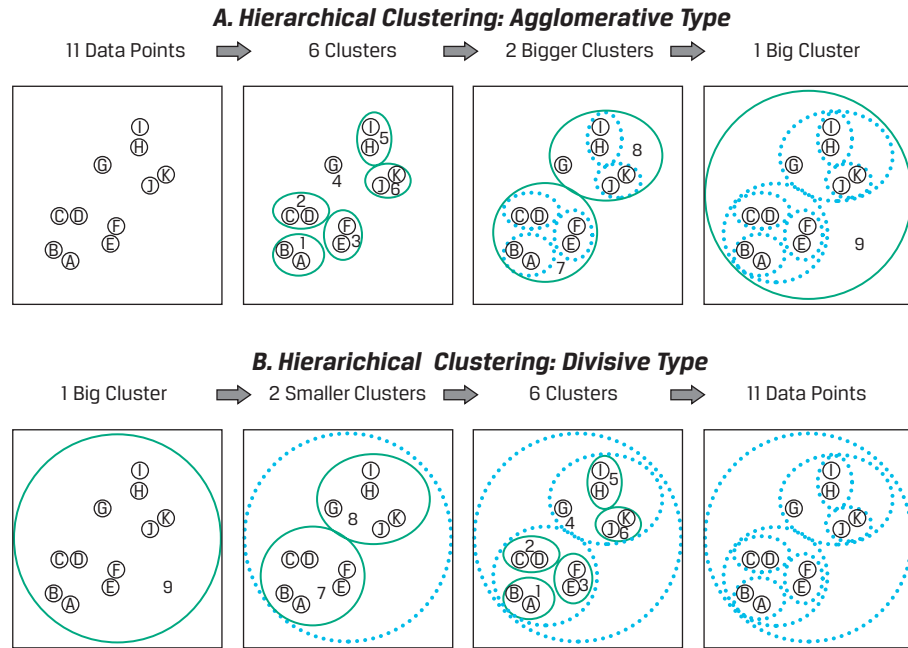 A. Hierarchical Clustering: Agglomerative Type
11 Data Points 6 Clusters 2 Bigger Clusters 1 Big Cluster
I
H
G
K
J
C D
F
E
B
A
I
5
H
G
4
K
J 6
2
C D
F
E 3
B 1
A
I
H 8
G
K
J
C D
F
E
B
A
7
I
H
G
K
J
C D
F
E
B
A
9
B. Hierarichical Clustering: Divisive Type
1 Big Cluster 2 Smaller Clusters 6 Clusters 11 Data Points
I
H
G
K
J
C D
F
E
B
A
9
I
H
G
8
K
J
C D
F
E
B
A
7
I
5
H
G
4
K
J 6
2
C D
F
E 3
B 1
A
I
H
G
K
J
C D
F
E
B
A